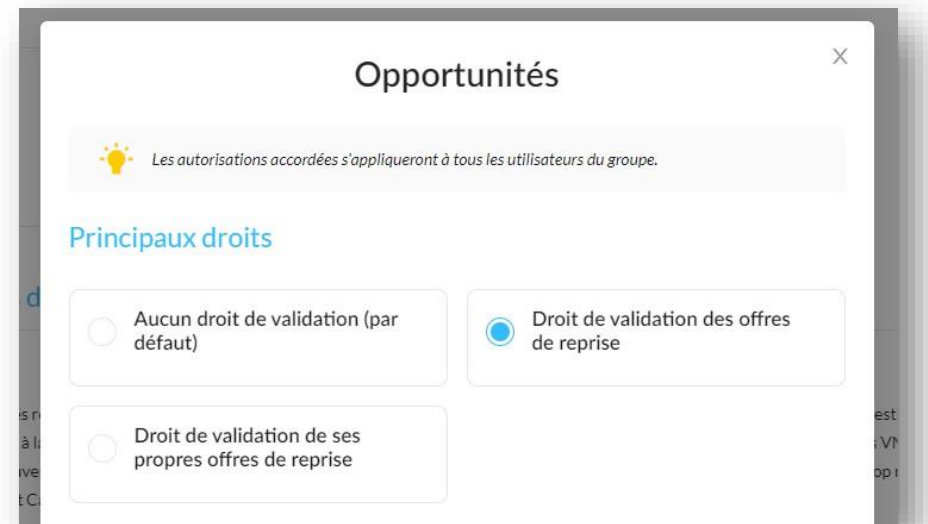 Opportunités
X
Les autorisations accordées s'appliqueront à tous les utilisateurs du groupe.
Principaux droits
Aucun droit de validation (par
défaut)
Droit de validation des offres
de reprise
Droit de validation de ses
propres offres de reprise